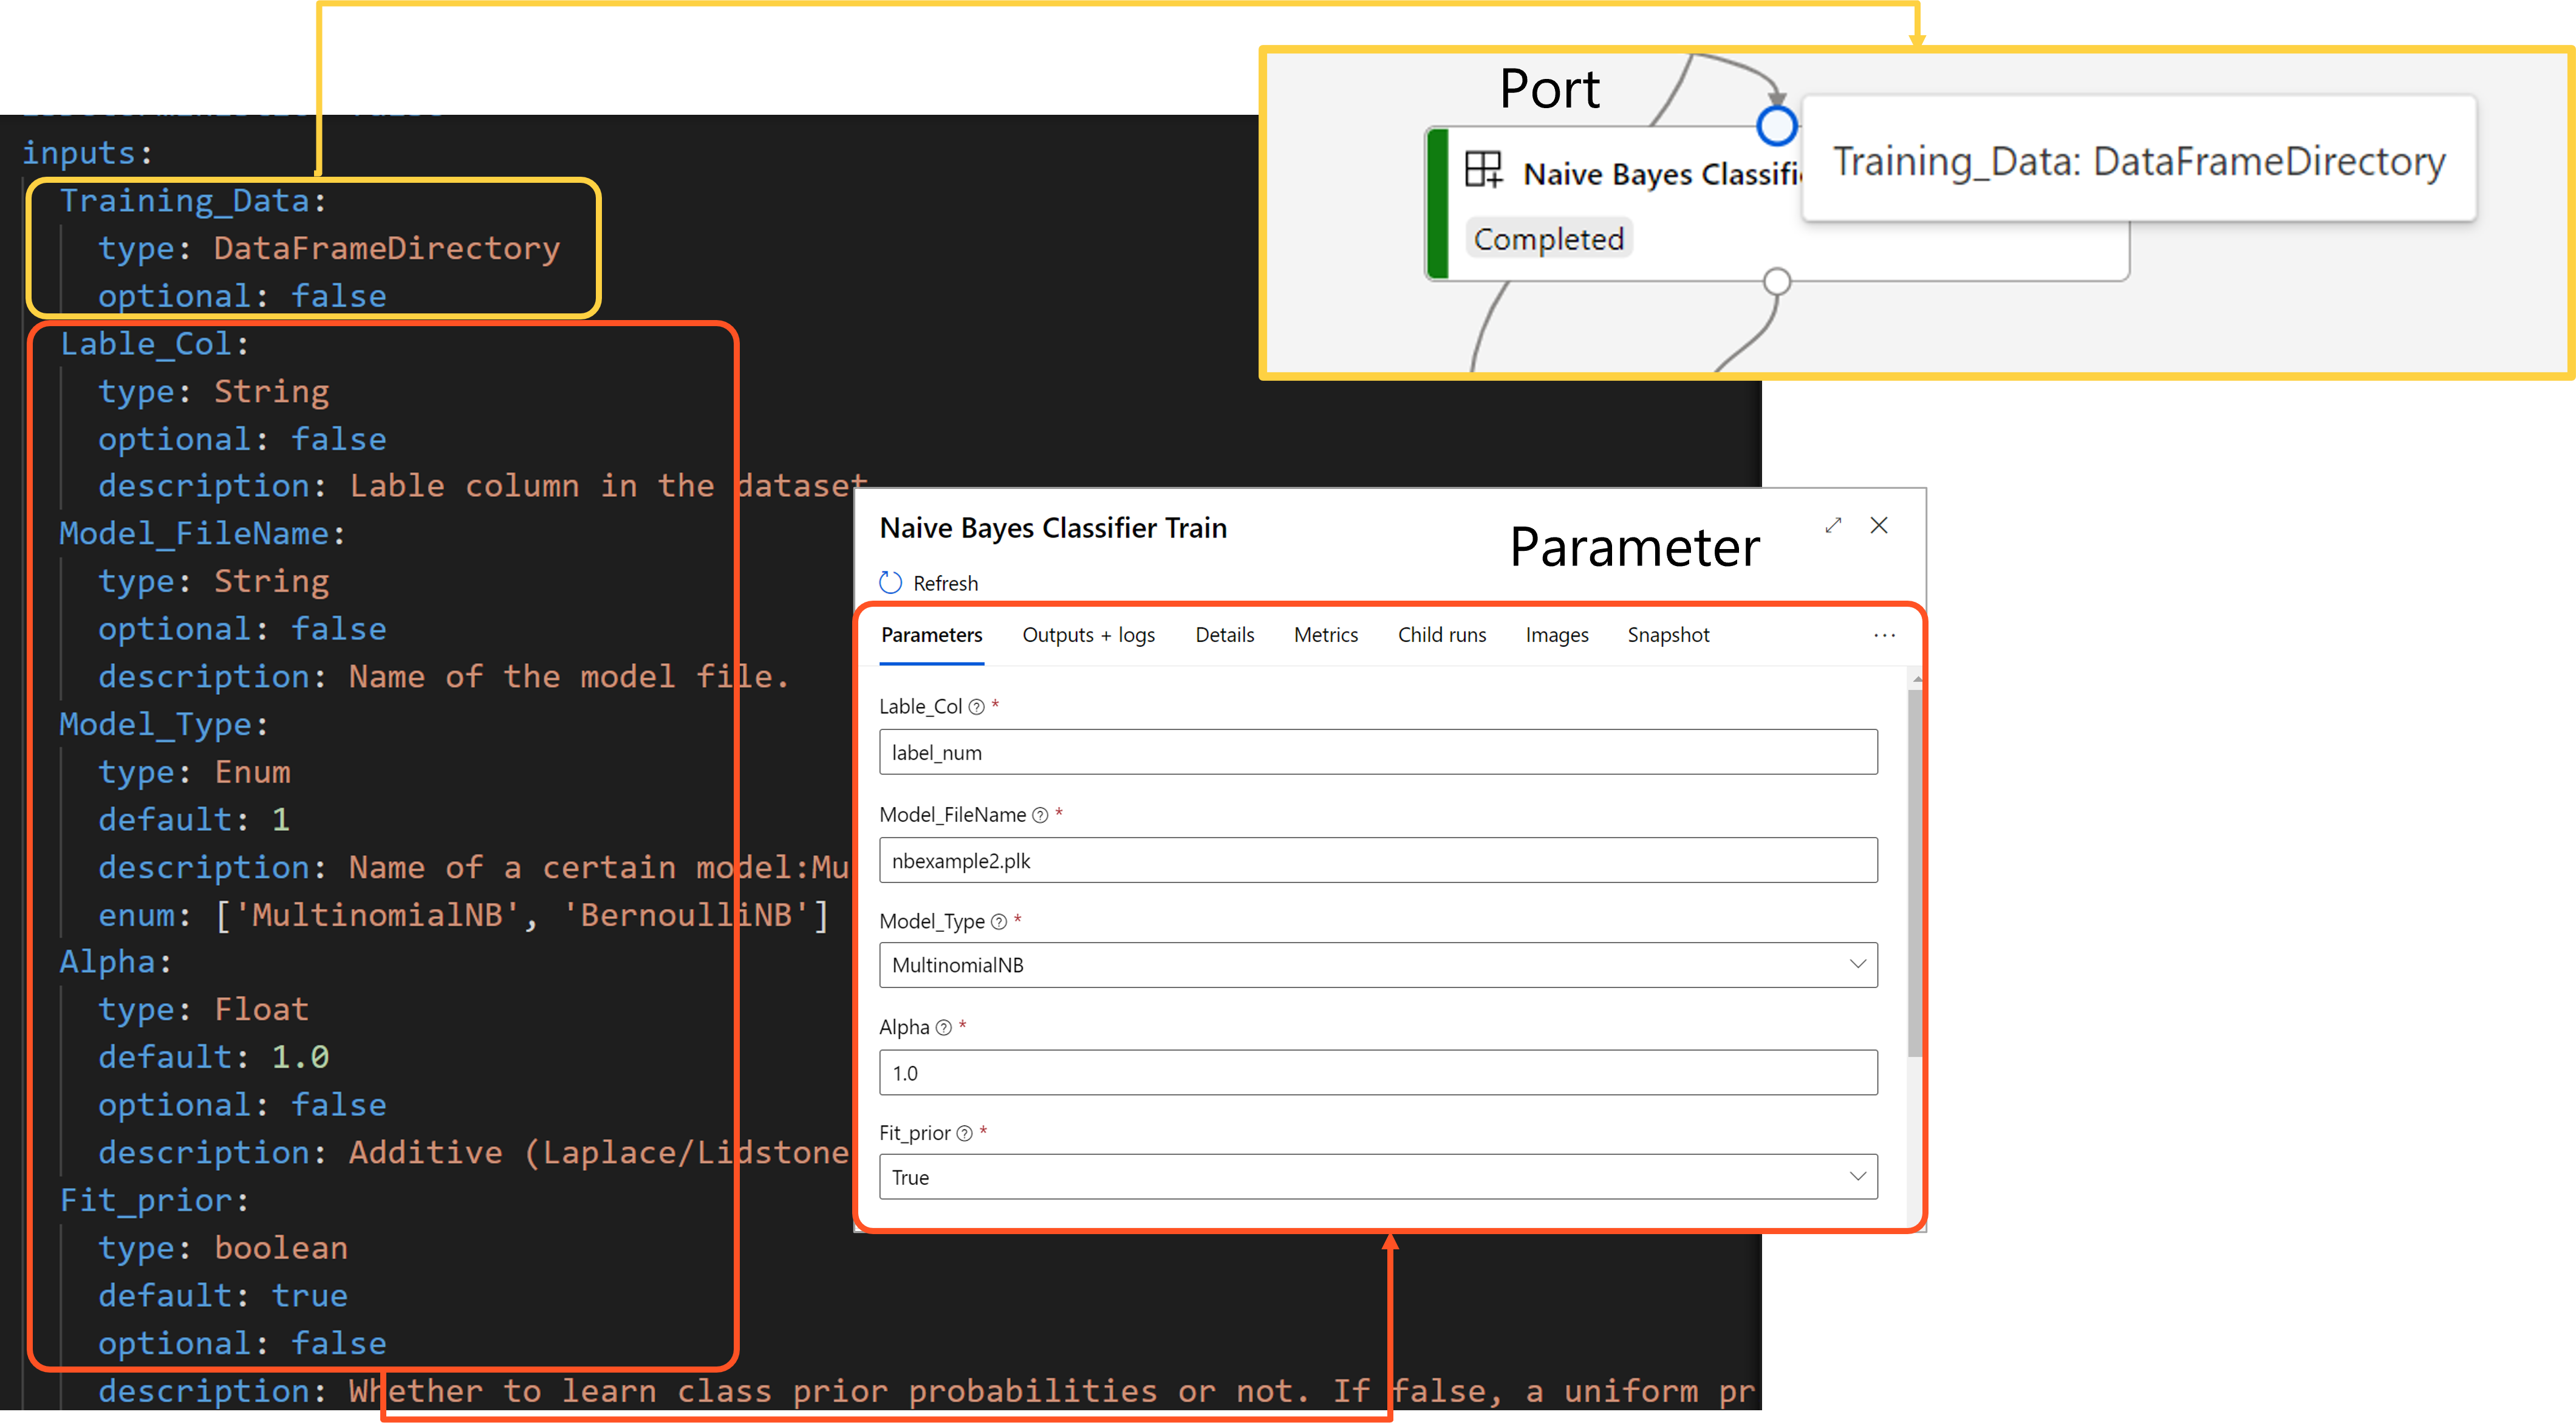 inputs:
Training_Data:
type: DataFrameDirectory
optional: false
Lable_Col:
type: String
optional: false
description: Lable column in the dataset
Model_FileName:
type: String
optional: false
description: Name of the model file.
Model_Type:
type: Enum
default: 1
description: Name of a certain model:Mu
enum: ['MultinomialNB', 'BernoulliNB']
Alpha:
type: Float
default: 1.0
optional: false
description: Additive (Laplace/Lidstone
Fit_prior:
type: boolean
default: true
optional: false
description: Whether to learn class prior probabilities or not. If false, a uniform pr
Port
Naive Bayes Classifi
Completed
Training_Data: DataFrameDirectory
Naive Bayes Classifier Train
Parameter
Refresh
Parameters Outputs + logs Details Metrics Child runs Images Snapshot ...
Lable_Col ? *
label_num
Model_FileName ? *
nbexample2.plk
Model_Type ? *
MultinomialNB
Alpha ? *
1.0
Fit_prior ? *
True